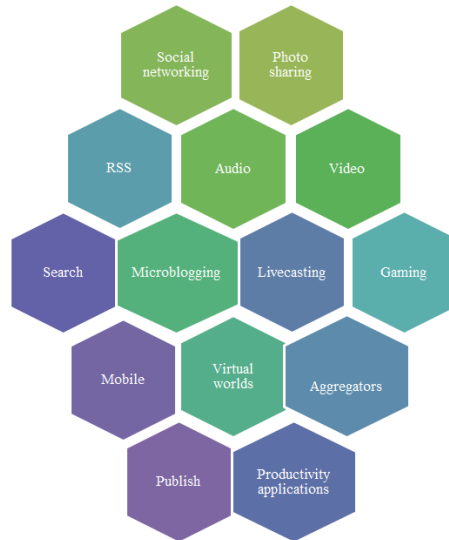 Social
networking
Photo
sharing
RSS
Audio
Video
Search
Microblogging
Livecasting
Gaming
Mobile
Virtual
worlds
Aggregators
Publish
Productivity
applications